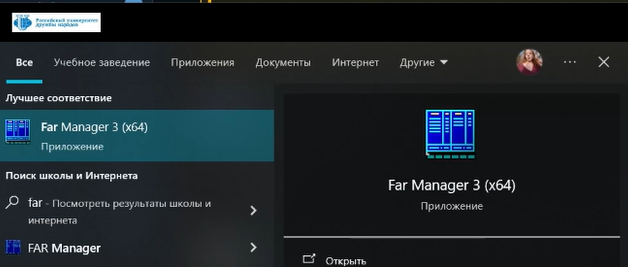 Российский университет
дружбы народов
Все Учебное заведение Приложения Документы Интернет Другие
Лучшее соответствие
Far Manager 3 (x64)
Приложение
Поиск школы и Интернета
far - Посмотреть результаты школы и
интернета
FAR Manager
Far Manager 3 (x64)
Приложение
Открыть